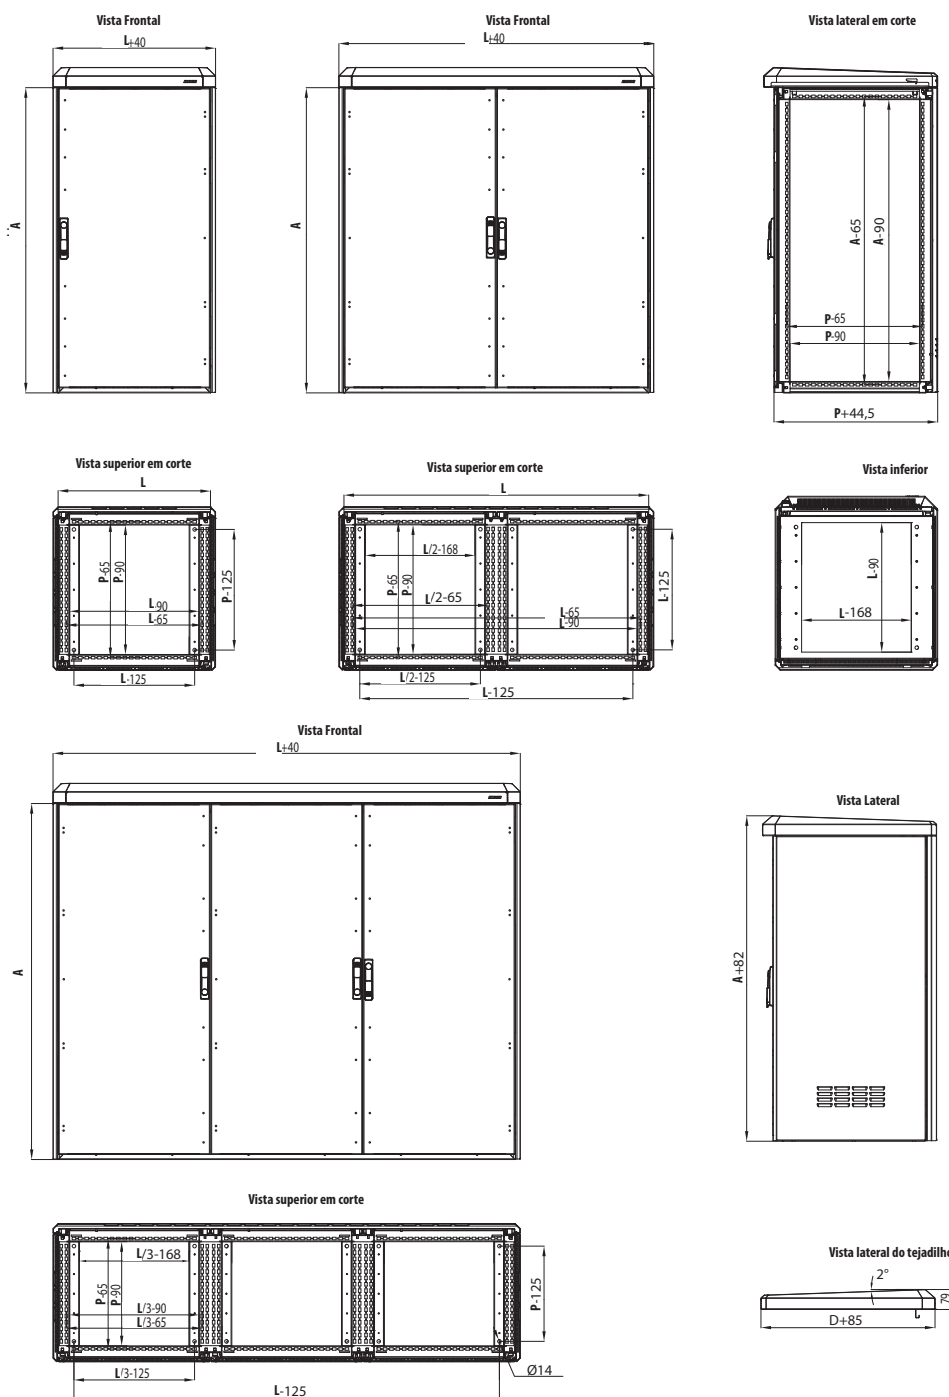 Vista Frontal
L+40
A
Vista Frontal
L+40
A
Vista lateral em corte
A-65
A-90
P-65
P-90
P+44,5
Vista superior em corte
L
P-65
P-90
P-125
L-90
L-65
L-125
Vista superior em corte
L
L/2-168
P-65
P-90
L/2-65
L-65
L-90
L-125
L/2-125
L-125
Vista inferior
L-90
L-168
Vista Frontal
L+40
A
Vista Lateral
A+82
Vista superior em corte
L/3-168
P-65
P-90
L/3-90
L/3-65
P-125
L/3-125
Ø14
L-125
Vista lateral do tejadilho
2°
79
D+85